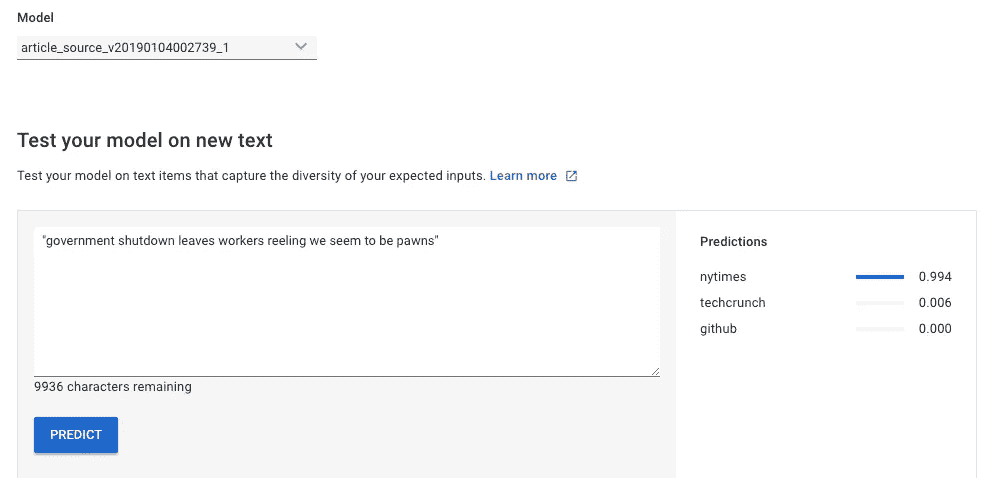 Model
article_source_v20190104002739_1
Test your model on new text
Test your model on text items that capture the diversity of your expected inputs. Learn more
"government shutdown leaves workers reeling we seem to be pawns"
9936 characters remaining
PREDICT
Predictions
nytimes 0.994
techcrunch 0.006
github 0.000